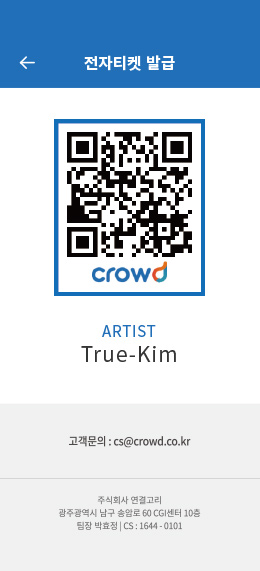 전자티켓 발급
crowd
ARTIST
True-Kim
고객문의 : cs@crowd.co.kr
주식회사 연결고리
광주광역시 남구 송암로 60 CGI센터 10층
팀장 박효정 | CS : 1644 - 0101